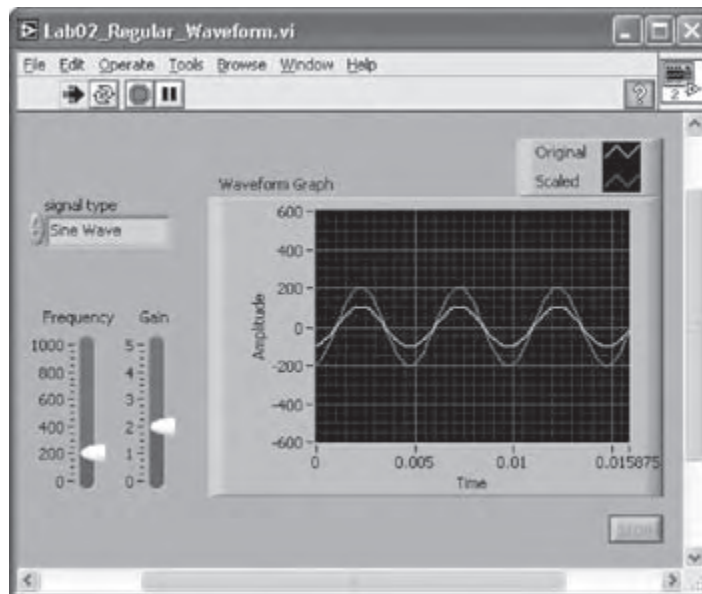 Lab02_Regular_Waveform.vi
File Edit Operate Tools Browse Window Help
2
Original
Scaled
Waveform Graph
signal type
Sine Wave
Frequency Gain
1000
800
600
400
200
0
5
4
3
2
1
0
Amplitude
600
400
200
0
-200
-400
-600
0 0.005 0.01 0.015875
Time